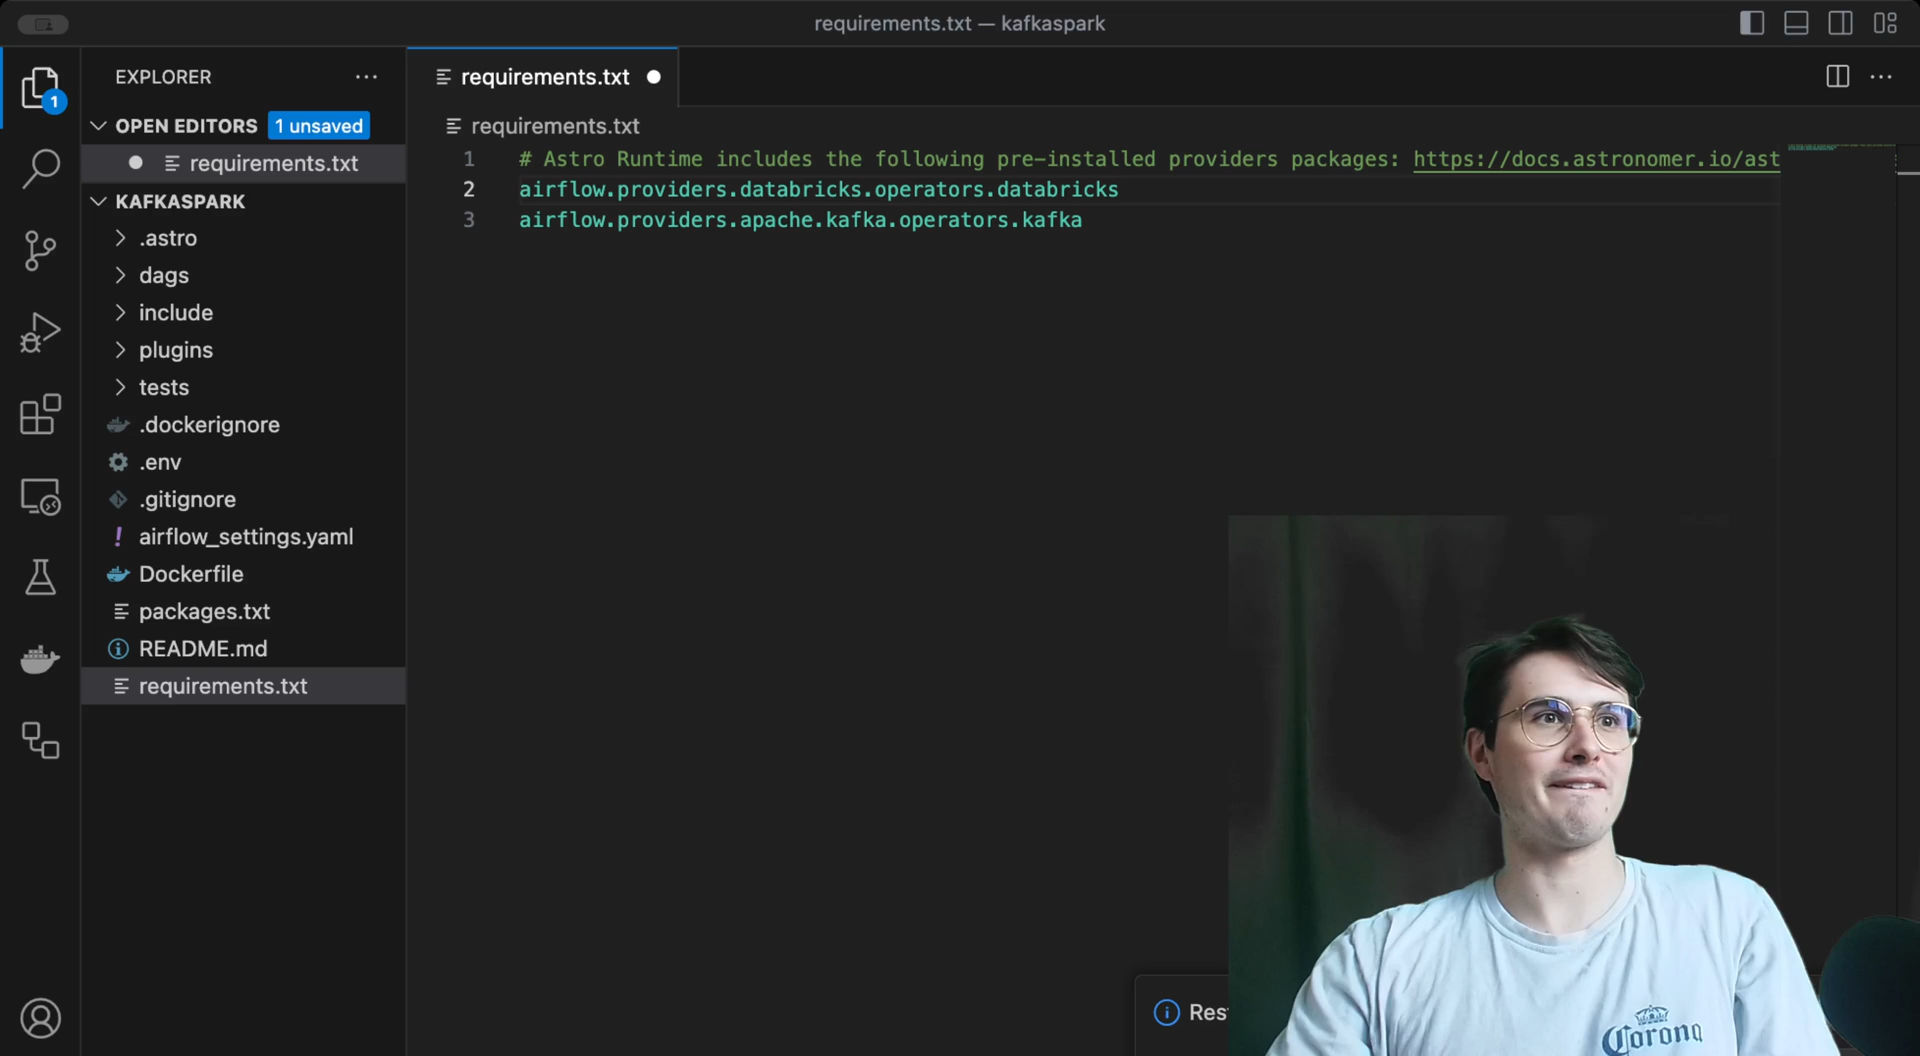 requirements.txt — kafkaspark
EXPLORER
requirements.txt
1
OPEN EDITORS
1 unsaved
requirements.txt
requirements.txt
KAFKASPARK
.astro
dags
include
plugins
tests
.dockerignore
.env
.gitignore
airflow_settings.yaml
Dockerfile
packages.txt
README.md
requirements.txt
1 # Astro Runtime includes the following pre-installed providers packages: https://docs.astronomer.io/ast
2 airflow.providers.databricks.operators.databricks
3 airflow.providers.apache.kafka.operators.kafka
Res
Corona